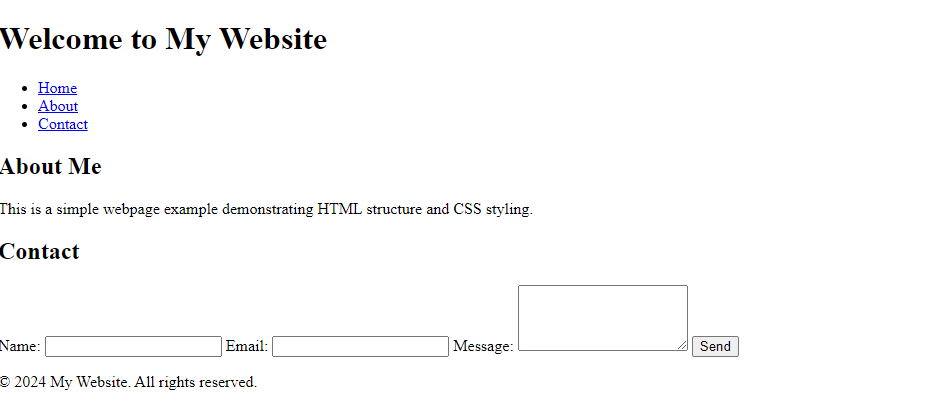 Welcome to My Website
Home
About
Contact
About Me
This is a simple webpage example demonstrating HTML structure and CSS styling.
Contact
Name: Email: Message: Send
© 2024 My Website. All rights reserved.